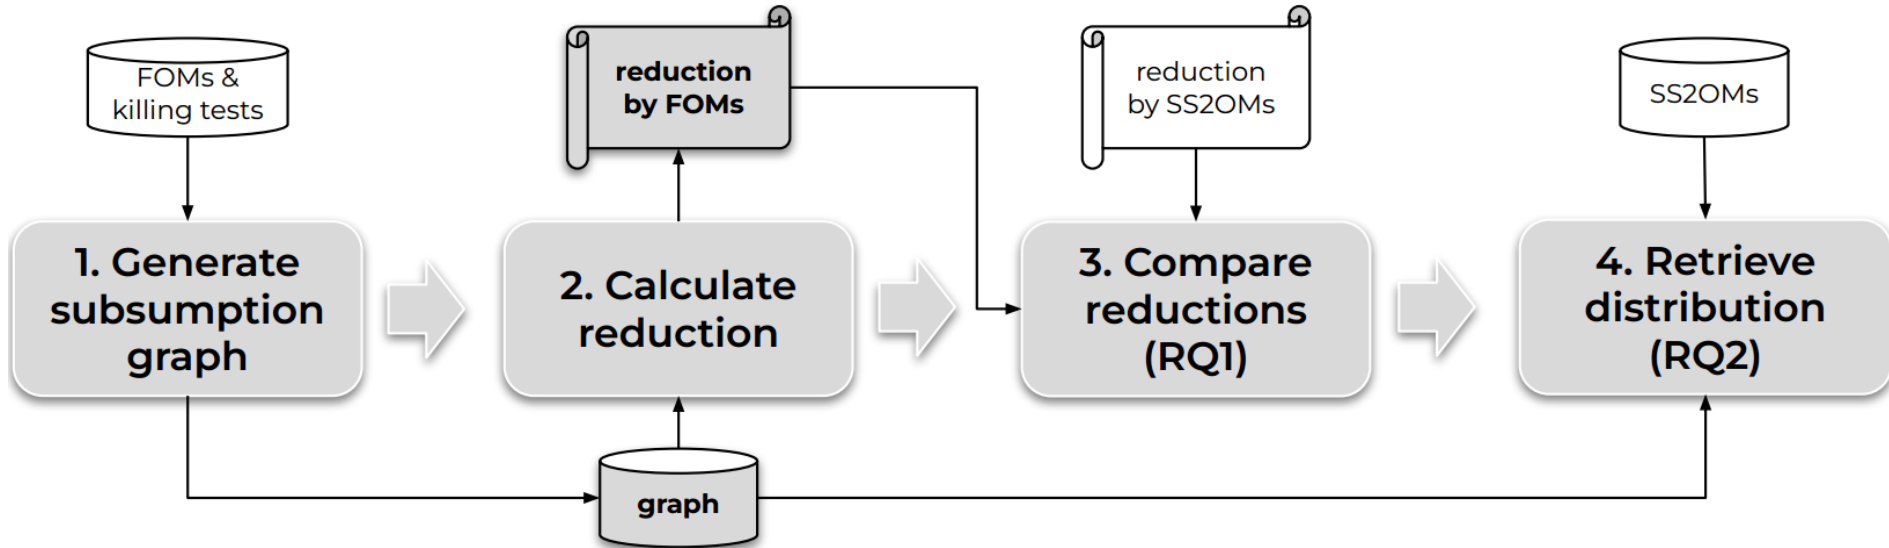 FOMs &
killing tests
reduction
by FOMs
reduction
by SS2OMs
SS2OMs
1. Generate
subsumption
graph
2. Calculate
reduction
3. Compare
reductions
(RQ1)
4. Retrieve
distribution
(RQ2)
graph